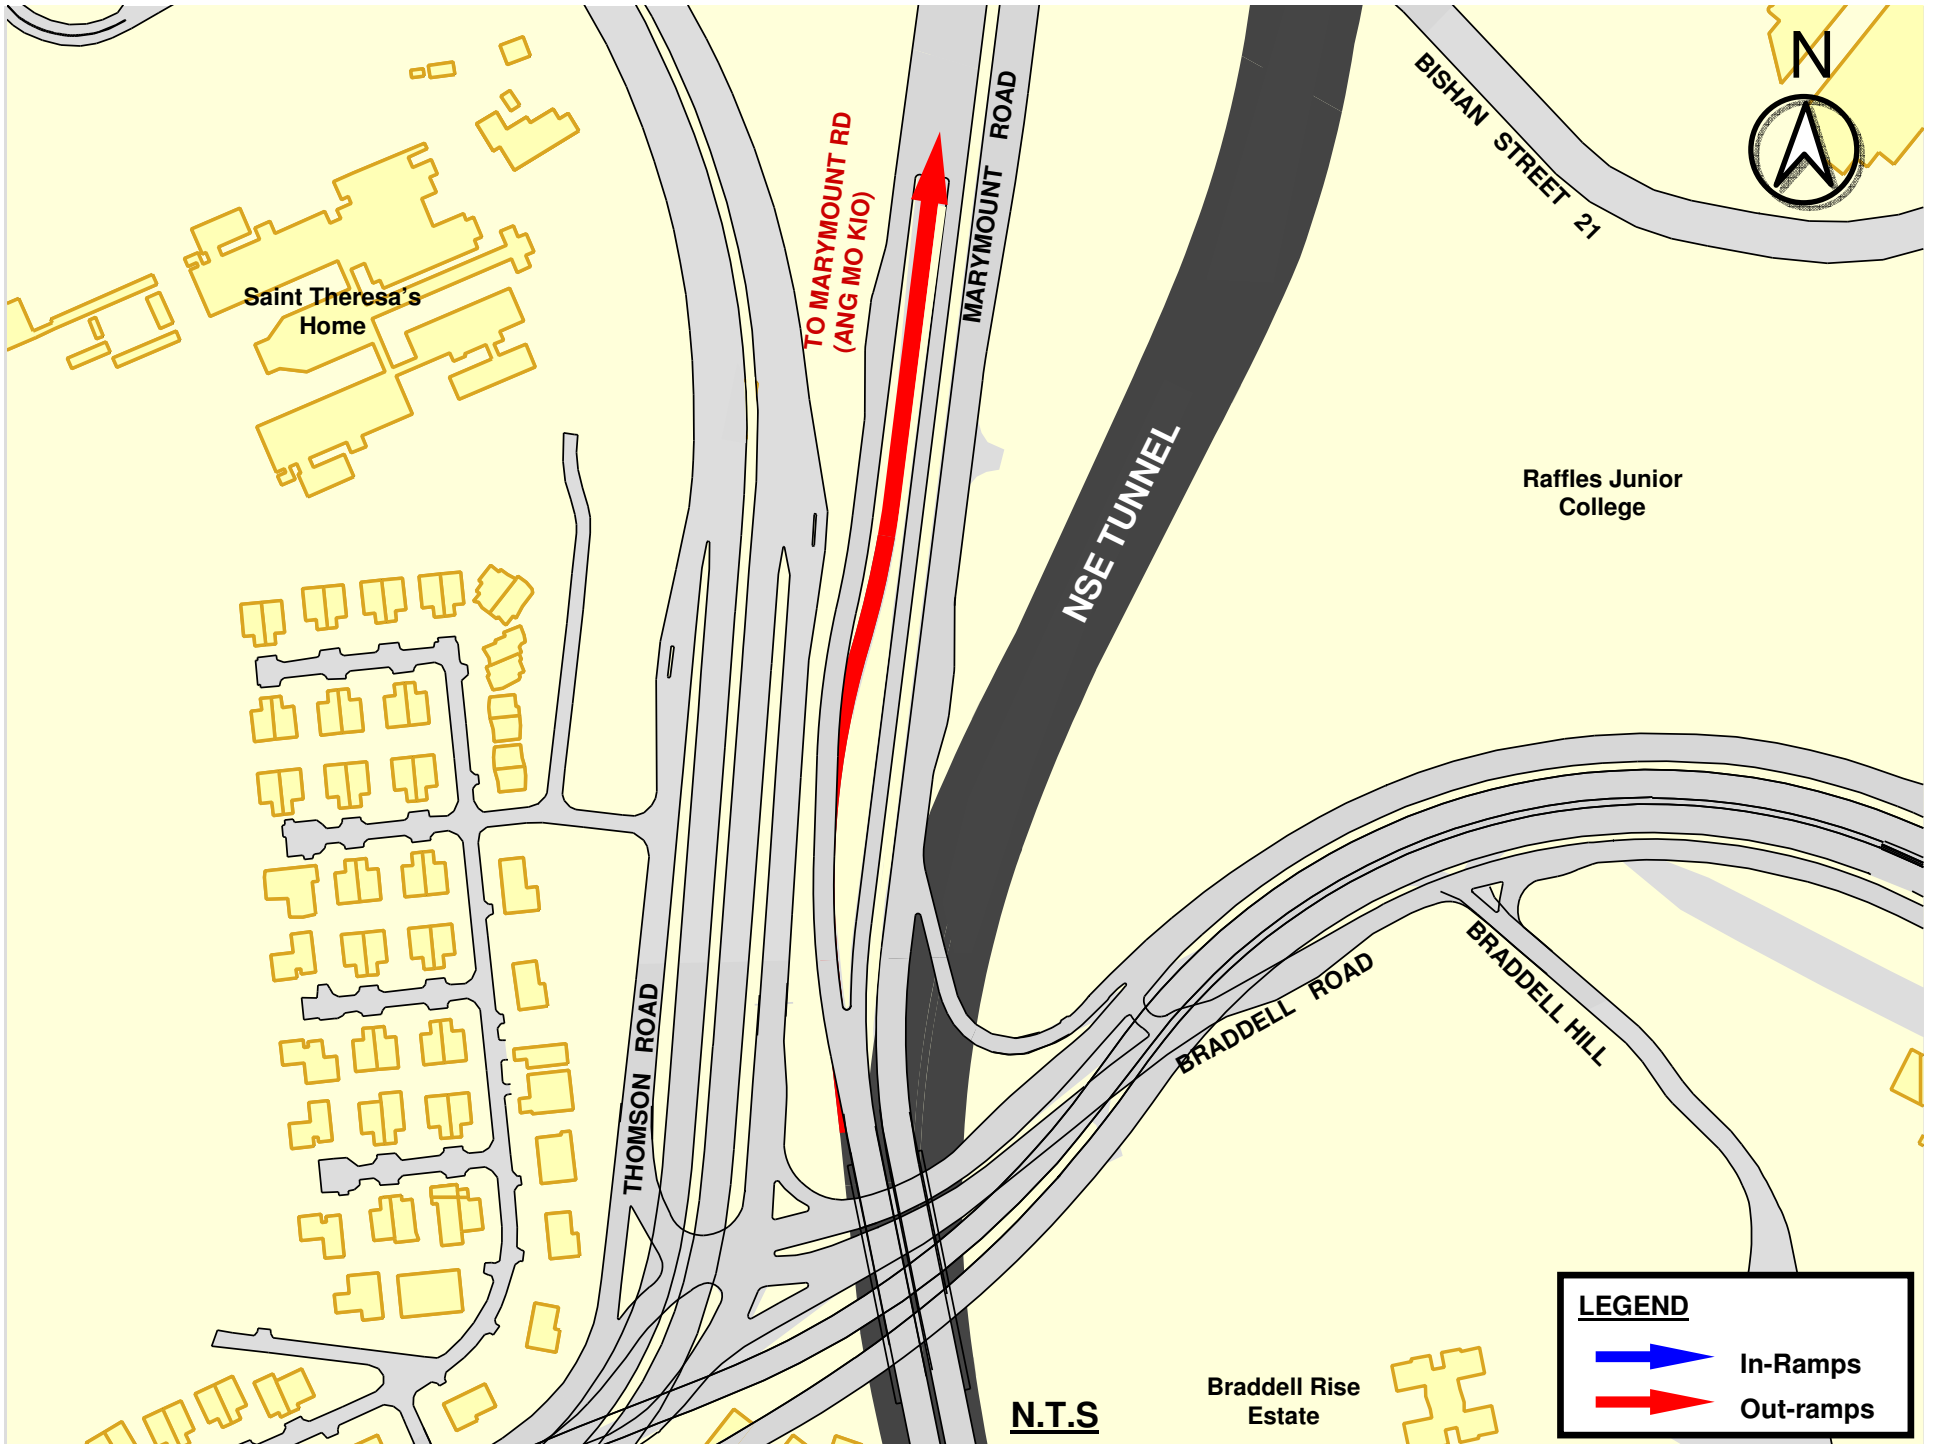 N
BISHAN STREET 21
MARYMOUNT ROAD
TO MARYMOUNT RD
(ANG MO KIO)
Saint Theresa's
Home
NSE TUNNEL
Raffles Junior
College
THOMSON ROAD
BRADDELL ROAD
BRADDELL HILL
Braddell Rise
Estate
N.T.S
LEGEND
In-Ramps
Out-ramps